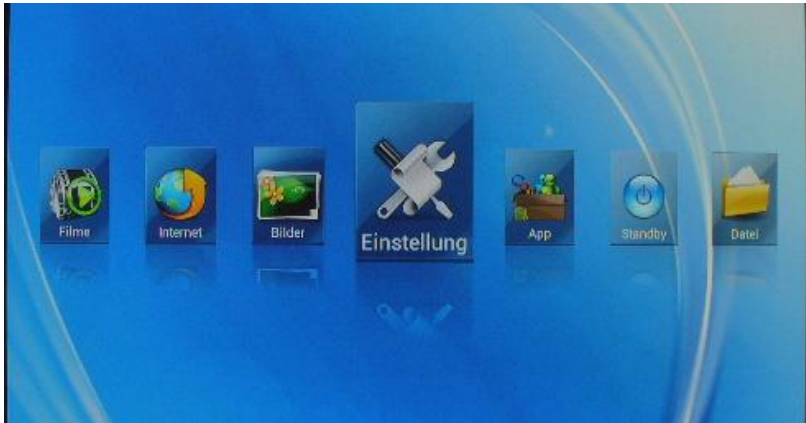 Filme
Internet
Bilder
Einstellung
App
Standby
Datei